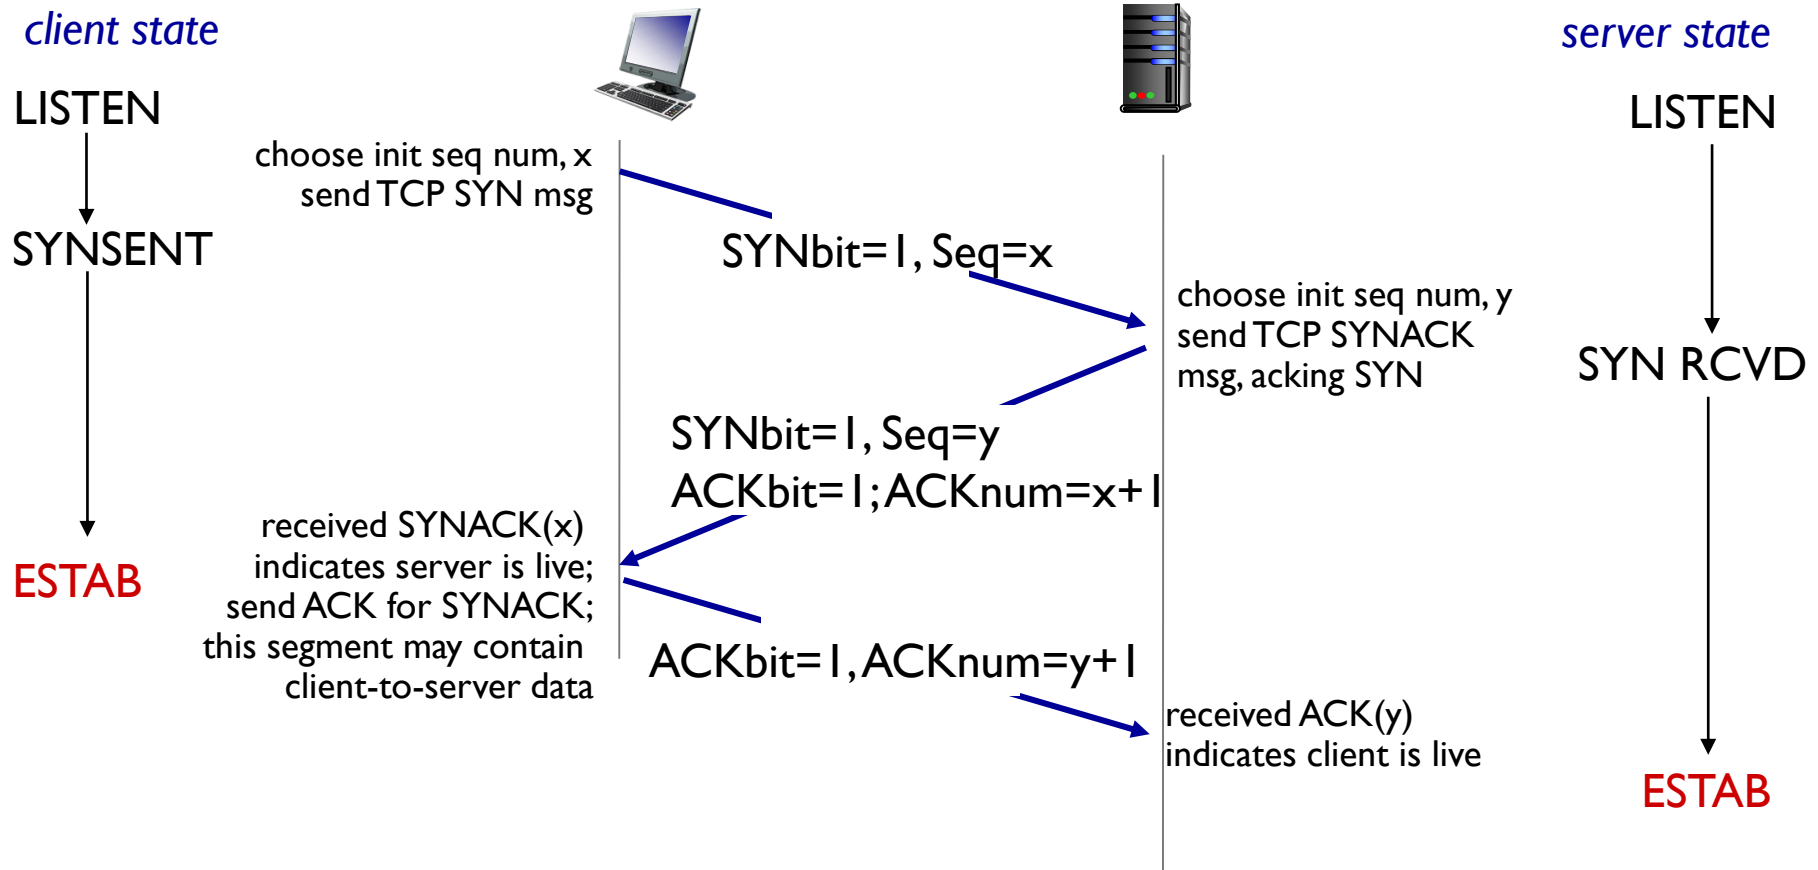 client state
server state
LISTEN
LISTEN
choose init seq num, x
send TCP SYN msg
SYNSENT
SYNbit=1, Seq=x
choose init seq num, y
send TCP SYNACK
msg, acking SYN
SYN RCVD
SYNbit=1, Seq=y
ACKbit=1; ACKnum=x+1
received SYNACK(x)
indicates server is live;
send ACK for SYNACK;
this segment may contain
client-to-server data
ESTAB
ACKbit=1, ACKnum=y+1
received ACK(y)
indicates client is live
ESTAB